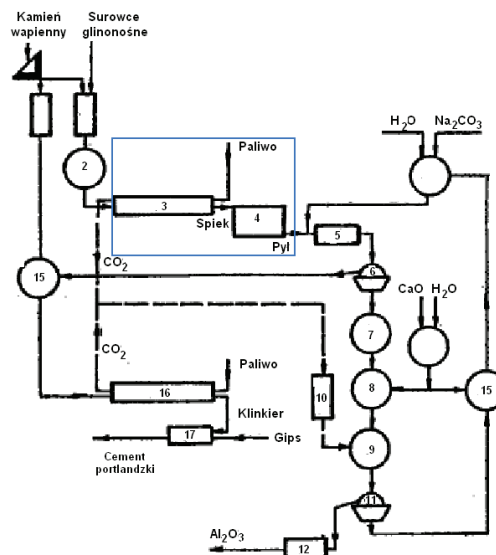 Kamień
wapienny
Surowce
glinonośne
H₂O
Na₂CO₃
2
Paliwo
3
Spiek
4
Pył
5
6
CO₂
15
CaO
H₂O
7
CO₂
Paliwo
16
10
8
15
Klinkier
17
Gips
9
Cement
portlandzki
11
Al₂O₃
12